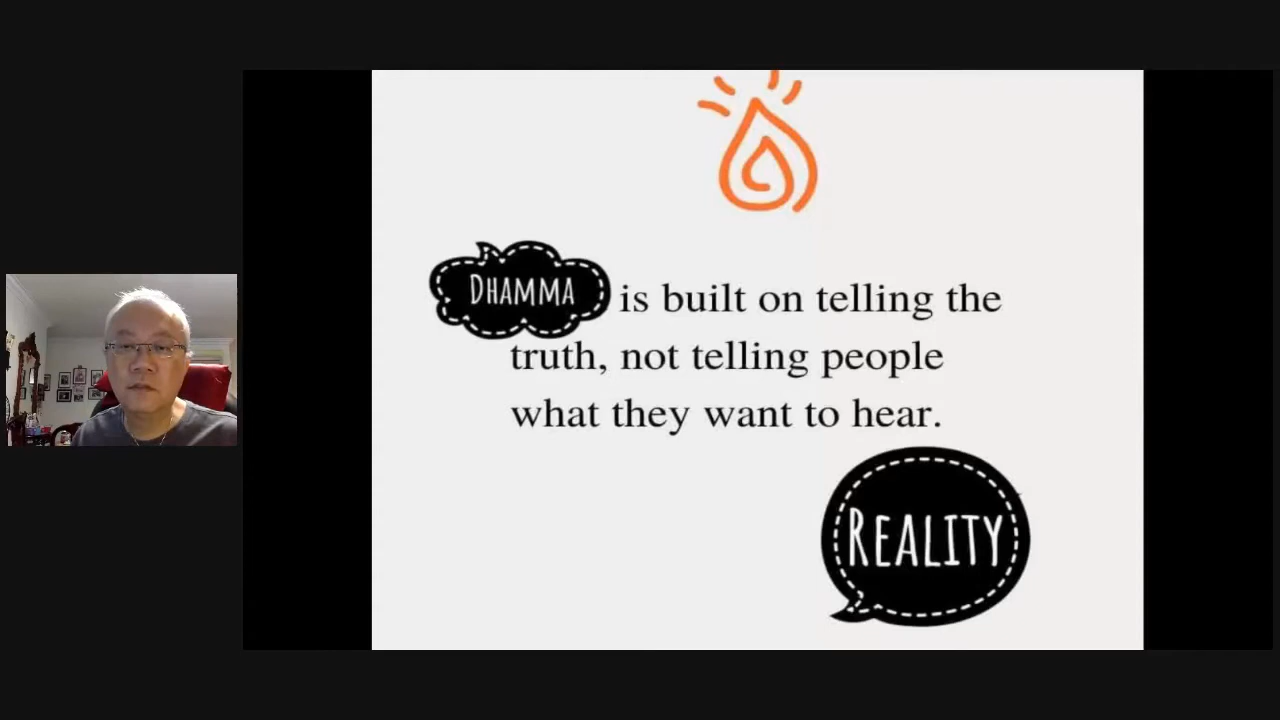 DHAMMA is built on telling the
truth, not telling people
what they want to hear.
REALITY